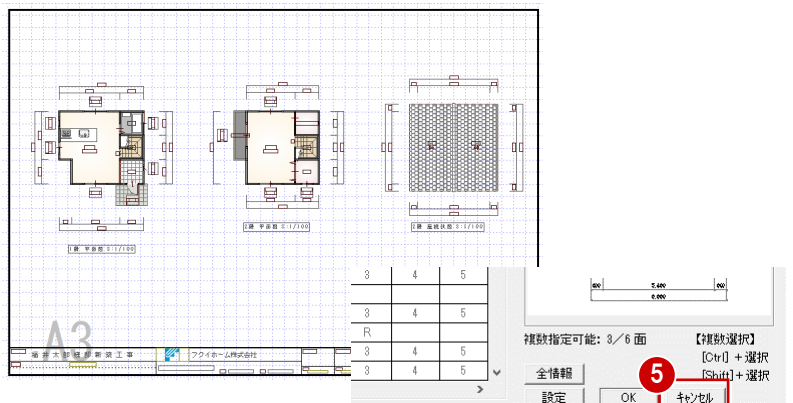 1階 平面図 S:1/100
2階 平面図 S:1/100
2階 屋根伏図 S:1/100
A3
福井太郎様邸新築工事
フクイホーム株式会社
3 4 5
3 4 5
R
3 4 5
3 4 5
複数指定可能: 3/6 面
【複数選択】
[Ctrl] + 選択
[Shift] + 選択
全情報
設定
OK
キャンセル
5